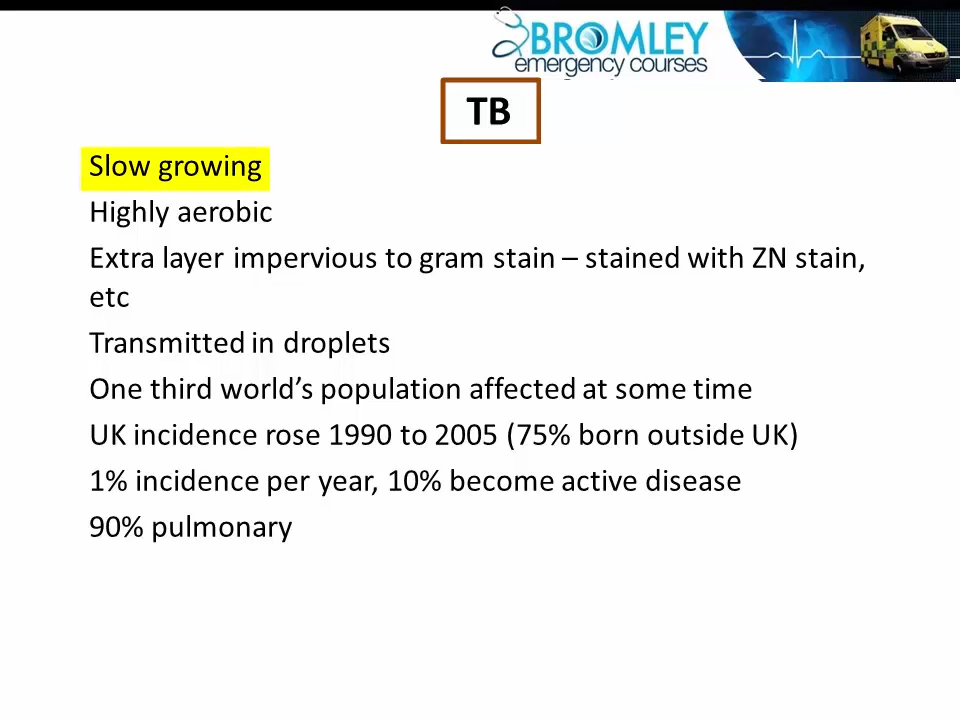 BROMLEY
emergency courses
TB
Slow growing
Highly aerobic
Extra layer impervious to gram stain – stained with ZN stain,
etc
Transmitted in droplets
One third world’s population affected at some time
UK incidence rose 1990 to 2005 (75% born outside UK)
1% incidence per year, 10% become active disease
90% pulmonary